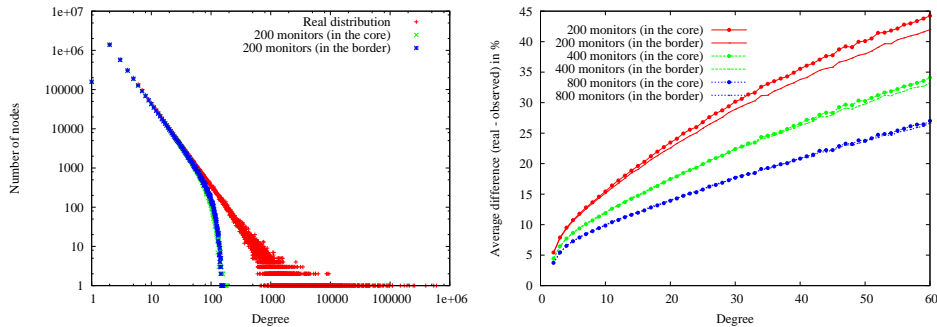 1e+07
1e+06
100000
10000
1000
100
10
1
1
10
100
1000
10000
100000
1e+06
Number of nodes
Degree
Real distribution
200 monitors (in the core)
200 monitors (in the border)
45
40
35
30
25
20
15
10
5
0
0
10
20
30
40
50
60
Average difference (real - observed) in %
Degree
200 monitors (in the core)
200 monitors (in the border)
400 monitors (in the core)
400 monitors (in the border)
800 monitors (in the core)
800 monitors (in the border)